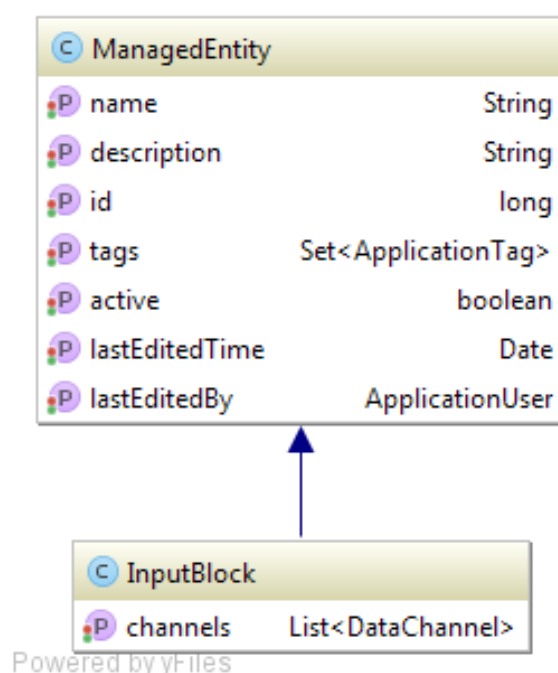 C ManagedEntity
P name String
P description String
P id long
P tags Set<ApplicationTag>
P active boolean
P lastEditedTime Date
P lastEditedBy ApplicationUser
C InputBlock
P channels List<DataChannel>
Powered by yFiles